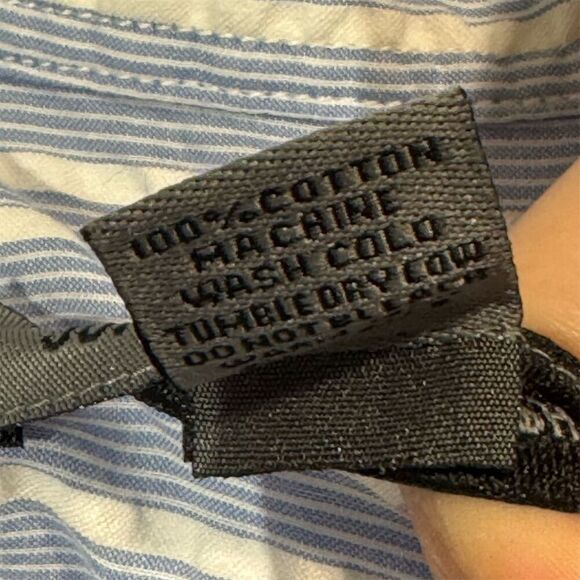 100% COTTON
MACHINE
WASH COLD
TUMBLE DRY LOW
DO NOT BLEACH